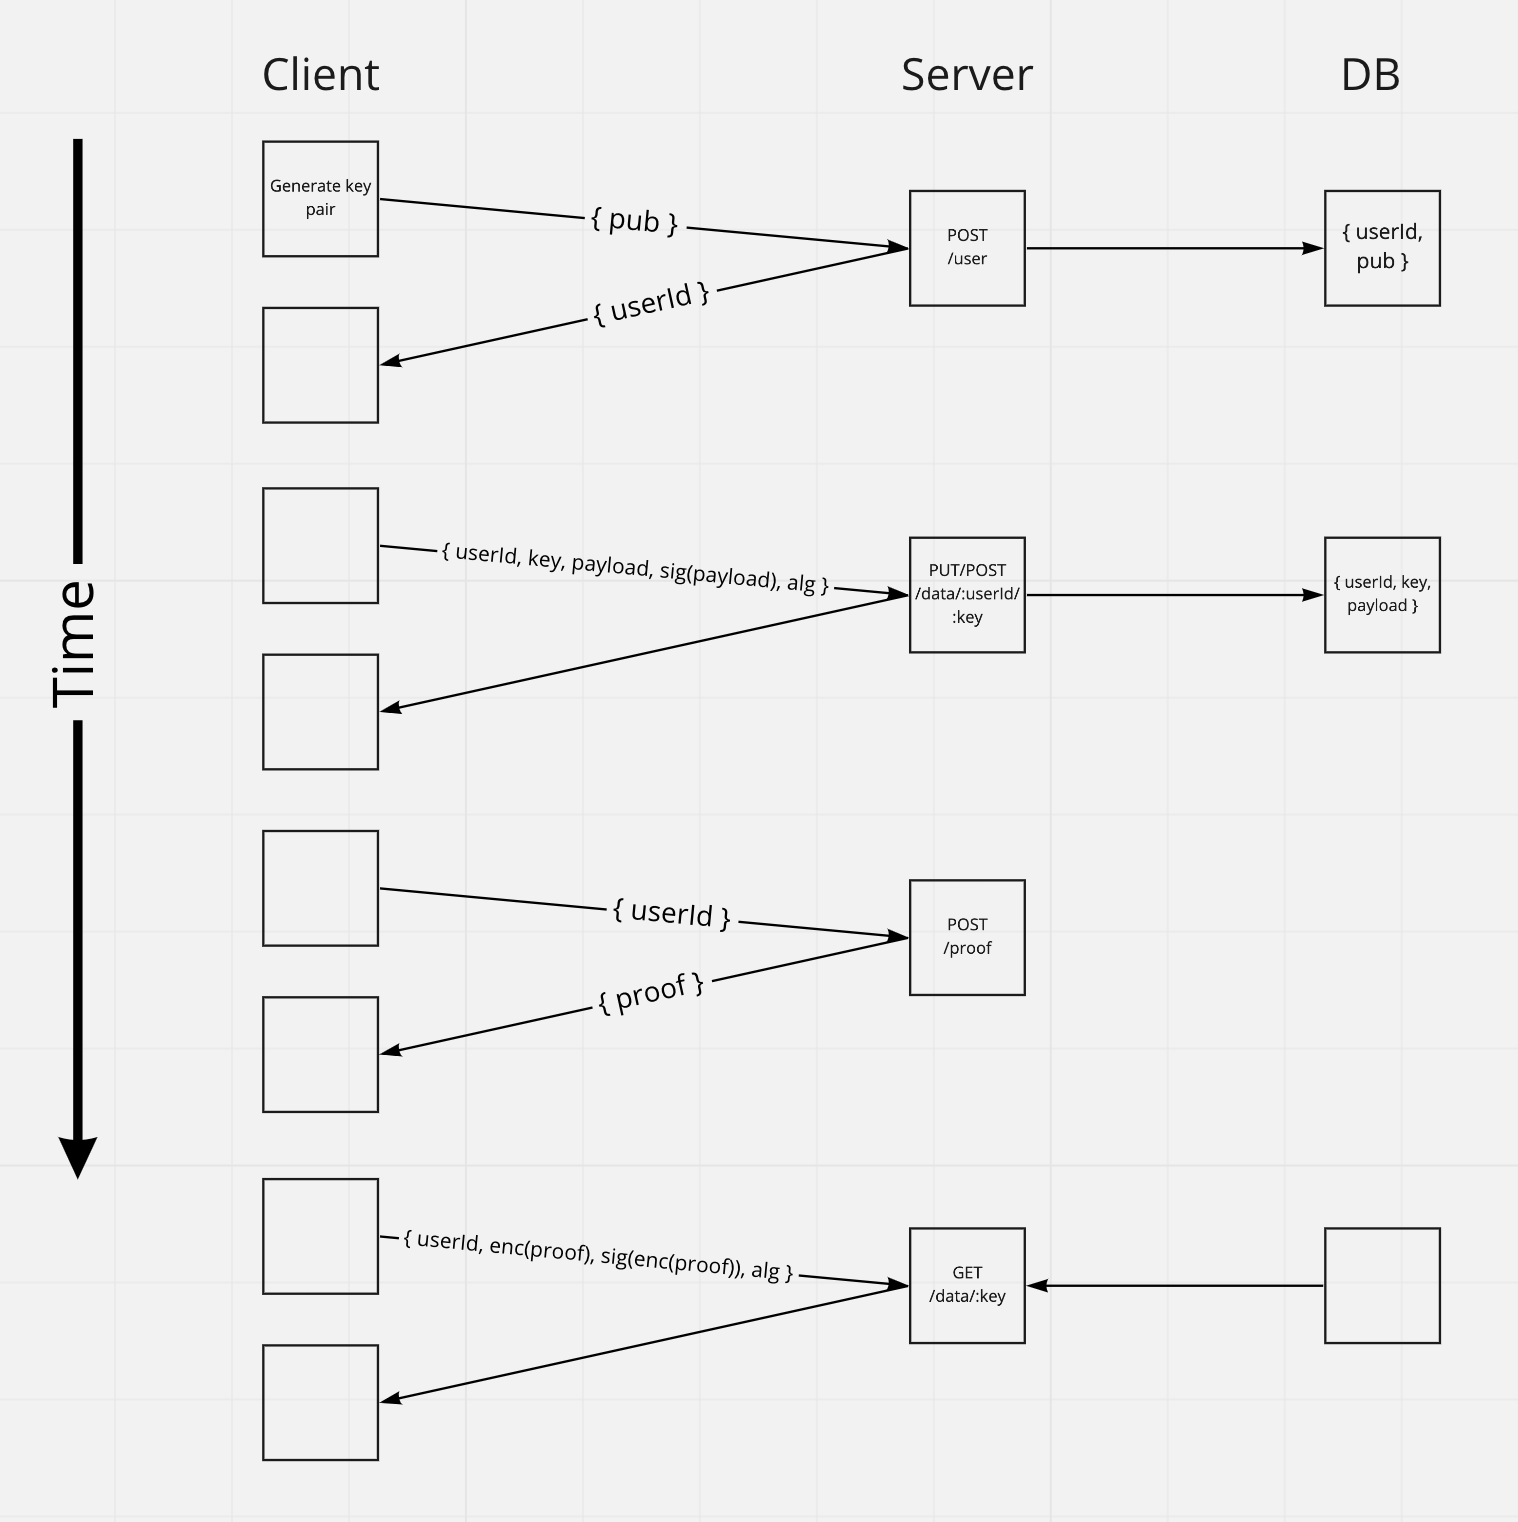 Client
Server
DB
Time
Generate key
pair
{ pub }
POST
/user
{ userId,
pub }
{ userId }
{ userId, key, payload, sig(payload), alg }
PUT/POST
/data/:userId/
:key
{ userId, key,
payload }
{ userId }
POST
/proof
{ proof }
{ userId, enc(proof), sig(enc(proof)), alg }
GET
/data/:key